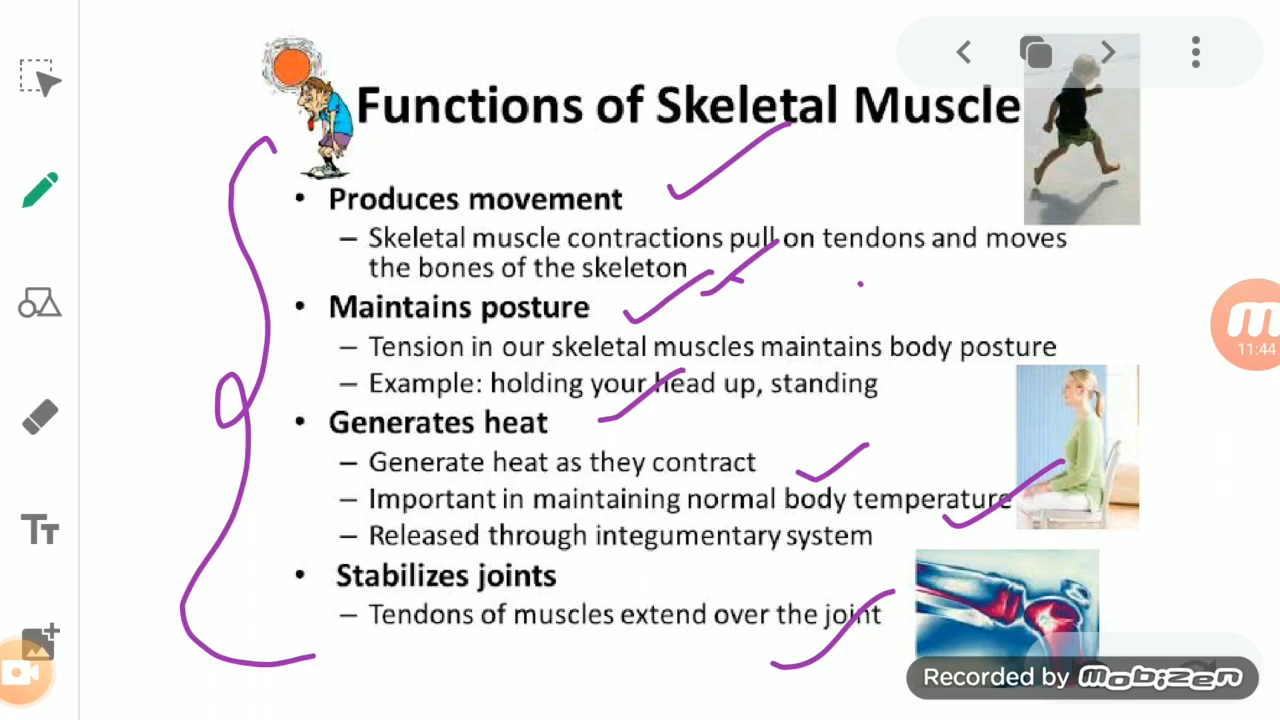 Functions of Skeletal Muscle
• Produces movement
– Skeletal muscle contractions pull on tendons and moves
the bones of the skeleton
• Maintains posture
– Tension in our skeletal muscles maintains body posture
– Example: holding your head up, standing
• Generates heat
– Generate heat as they contract
– Important in maintaining normal body temperature
– Released through integumentary system
• Stabilizes joints
– Tendons of muscles extend over the joint
Tт
m
11:44
Recorded by mobizen